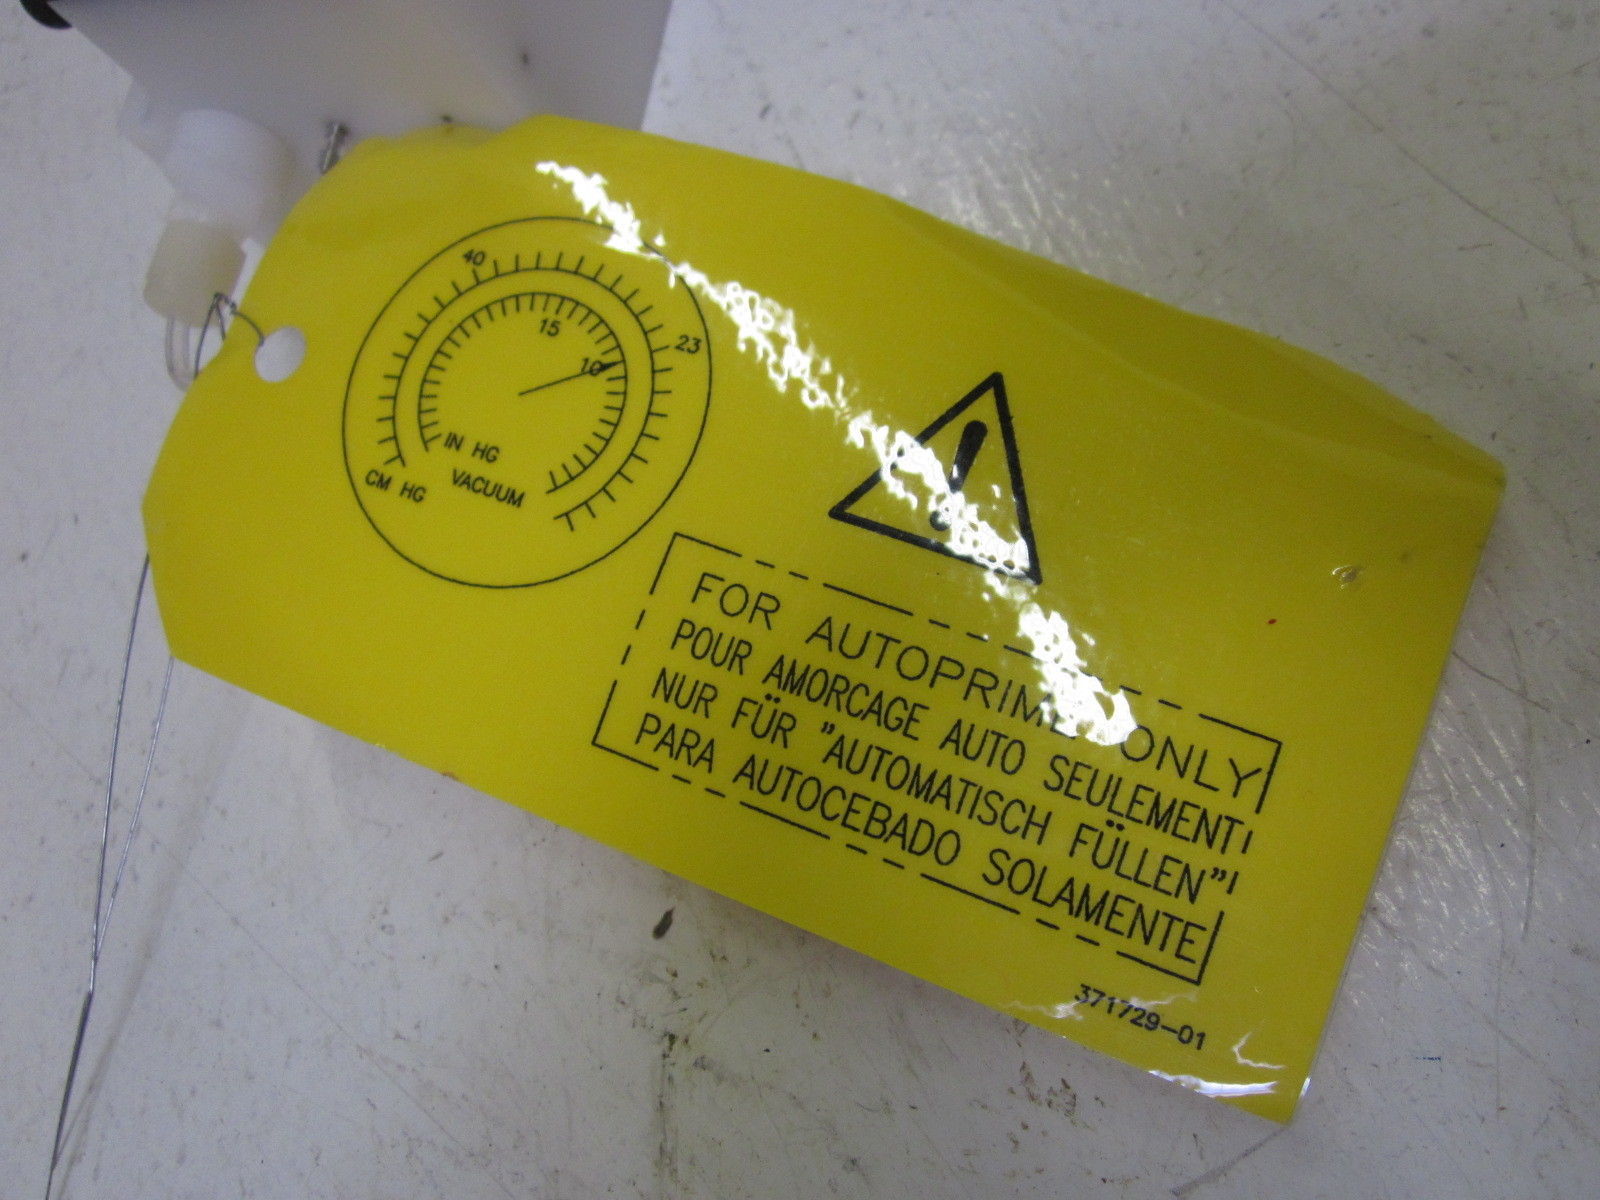 40
15
23
10
IN HG
CM HG
VACUUM
FOR AUTOPRIME ONLY
POUR AMORCAGE AUTO SEULEMENT
NUR FÜR "AUTOMATISCH FÜLLEN"
PARA AUTOCEBADO SOLAMENTE
371729-01